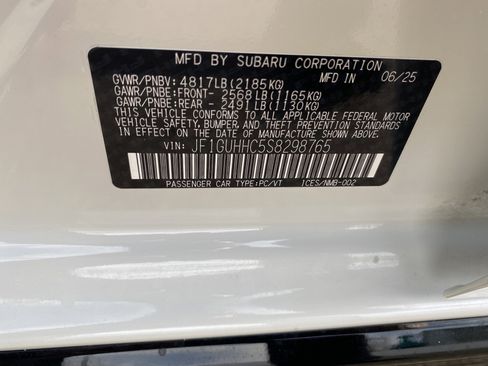 MFD BY SUBARU CORPORATION
GVWR/PNBV: 4817LB(2185KG) MFD IN 06/25
GAWR/PNBE:FRONT- 2568LB(1165KG)
GAWR/PNBE:REAR - 2491LB(1130KG)
THIS VEHICLE CONFORMS TO ALL APPLICABLE FEDERAL MOTOR
VEHICLE SAFETY, BUMPER, AND THEFT PREVENTION STANDARDS
IN EFFECT ON THE DATE OF MANUFACTURE SHOWN ABOVE.
VIN: JF1GUHHC5S8298765
PASSENGER CAR TYPE:PC/VT 1CES/NMB-002